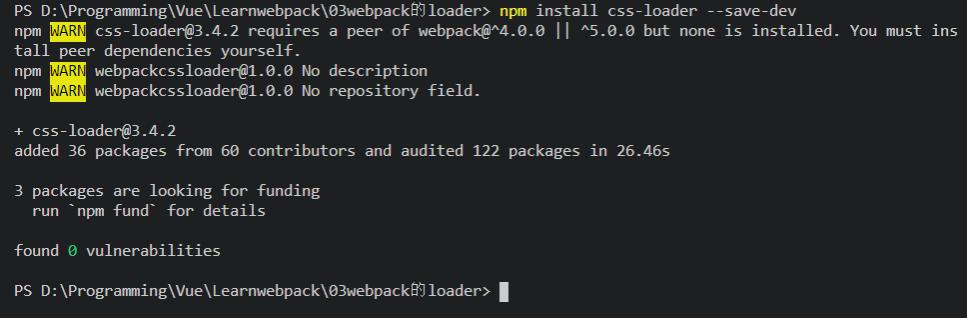 PS D:\Programming\Vue\Learnwebpack\03webpack的loader> npm install css-loader --save-dev
npm WARN css-loader@3.4.2 requires a peer of webpack@^4.0.0 || ^5.0.0 but none is installed. You must ins
tall peer dependencies yourself.
npm WARN webpackcssloader@1.0.0 No description
npm WARN webpackcssloader@1.0.0 No repository field.
+ css-loader@3.4.2
added 36 packages from 60 contributors and audited 122 packages in 26.46s
3 packages are looking for funding
run `npm fund` for details
found 0 vulnerabilities
PS D:\Programming\Vue\Learnwebpack\03webpack的loader>